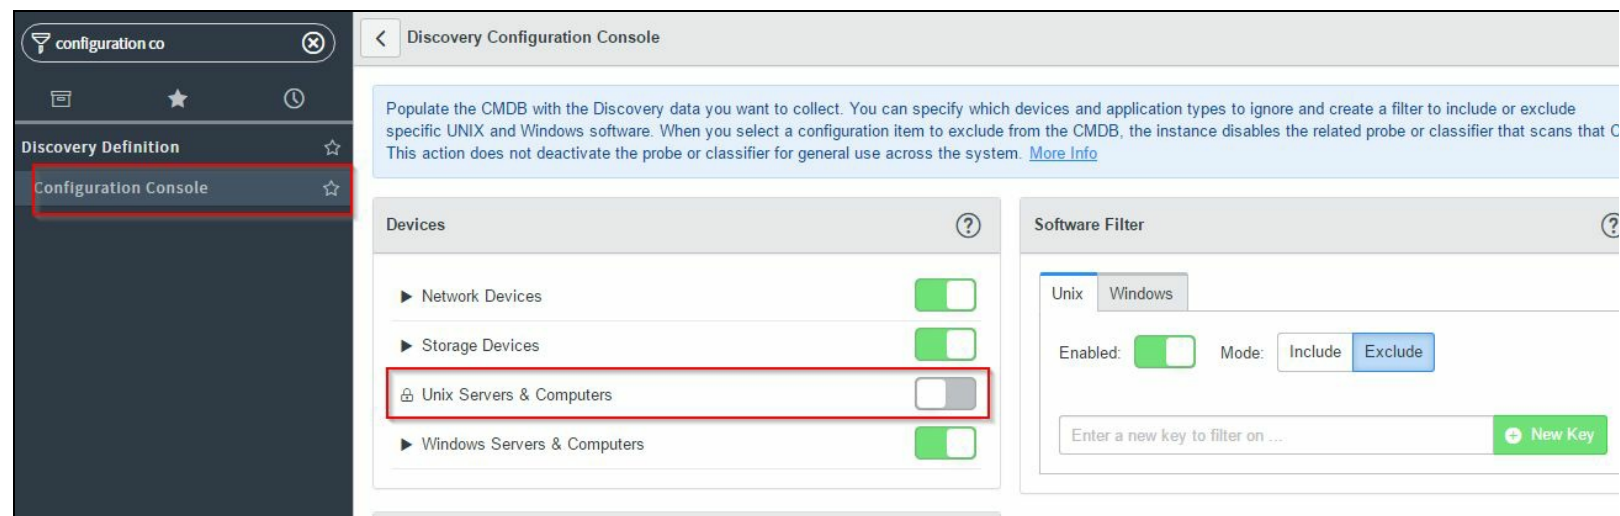 configuration co
Discovery Definition
Configuration Console
Discovery Configuration Console
Populate the CMDB with the Discovery data you want to collect. You can specify which devices and application types to ignore and create a filter to include or exclude
specific UNIX and Windows software. When you select a configuration item to exclude from the CMDB, the instance disables the related probe or classifier that scans that C
This action does not deactivate the probe or classifier for general use across the system. More Info
Devices
Network Devices
Storage Devices
Unix Servers & Computers
Windows Servers & Computers
Software Filter
Unix Windows
Enabled: Mode: Include Exclude
Enter a new key to filter on ... New Key